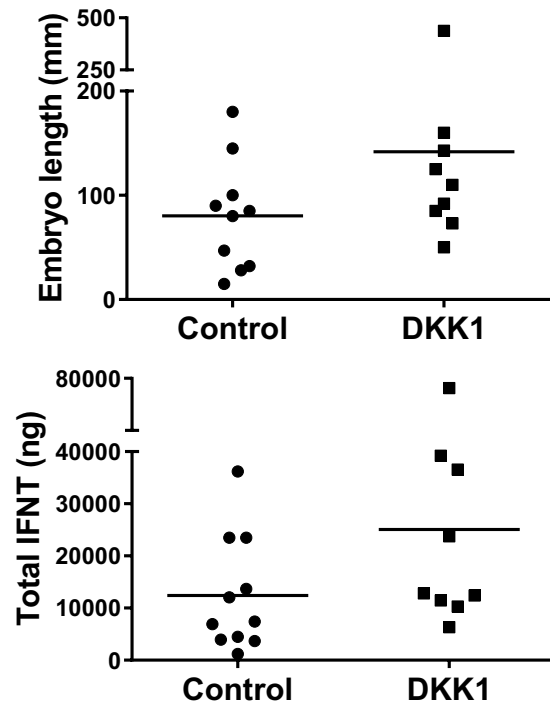 Embryo length (mm)
500
250
200
100
0
Control DKK1
Total IFNT (ng)
80000
40000
30000
20000
10000
0
Control DKK1